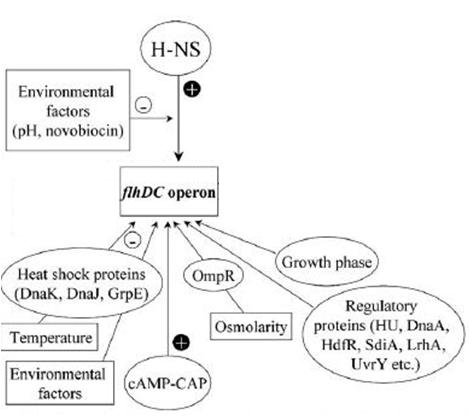 H-NS
+
Environmental
factors
(pH, novobiocin)
-
flhDC operon
-
Heat shock proteins
(DnaK, DnaJ, GrpE)
OmpR
Growth phase
Temperature
Osmolarity
Regulatory
proteins (HU, DnaA,
HdfR, SdiA, LrhA,
UvrY etc.)
+
Environmental
factors
cAMP-CAP